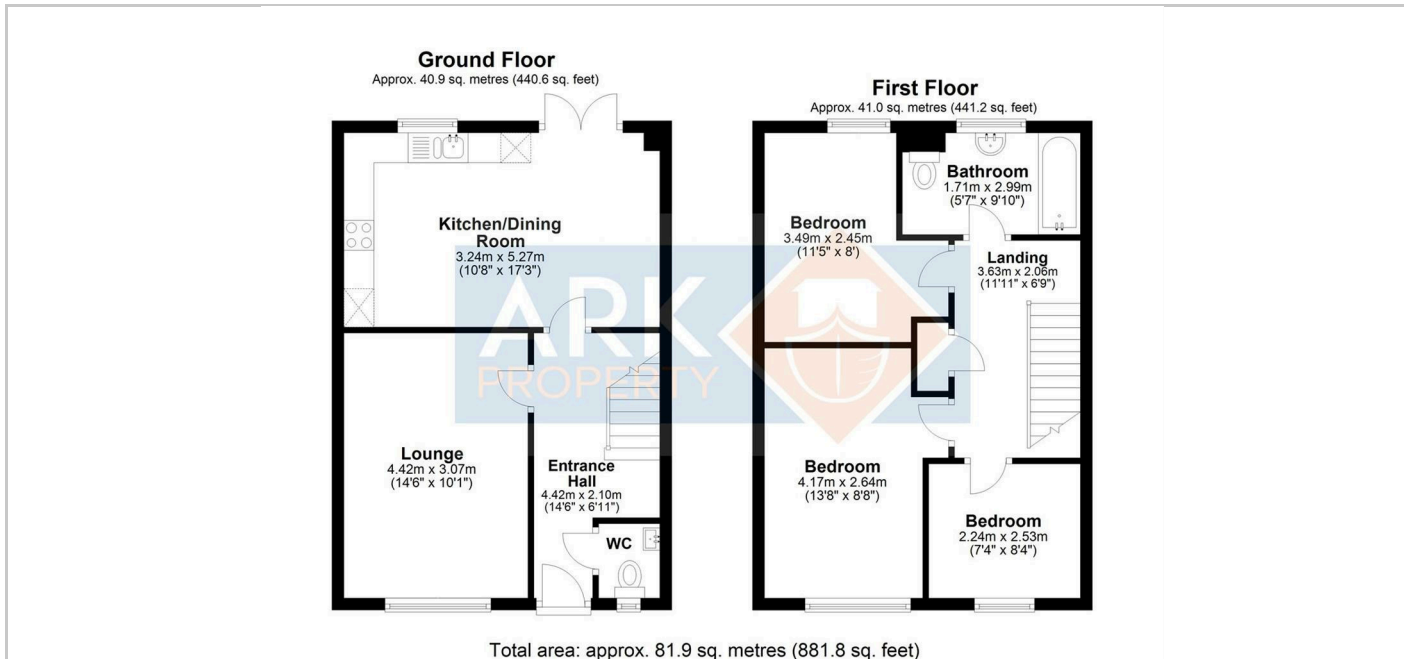 Ground Floor
Approx. 40.9 sq. metres (440.6 sq. feet)
Kitchen/Dining
Room
3.24m x 5.27m
(10'8" x 17'3")
Lounge
4.42m x 3.07m
(14'6" x 10'1")
Entrance
Hall
4.42m x 2.10m
(14'6" x 6'11")
WC
First Floor
Approx. 41.0 sq. metres (441.2 sq. feet)
Bedroom
3.49m x 2.45m
(11'5" x 8')
Bathroom
1.71m x 2.99m
(5'7" x 9'10")
Landing
3.63m x 2.06m
(11'11" x 6'9")
Bedroom
4.17m x 2.64m
(13'8" x 8'8")
Bedroom
2.24m x 2.53m
(7'4" x 8'4")
ARK
PROPERTY
Total area: approx. 81.9 sq. metres (881.8 sq. feet)